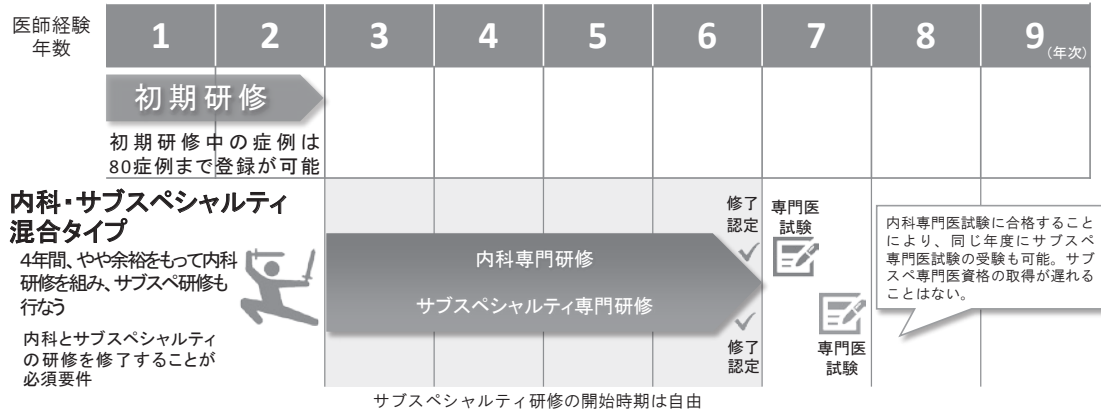 医師経験
年数
1 2 3 4 5 6 7 8 9(年次)
初期研修
初期研修中の症例は
80症例まで登録が可能
内科・サブスペシャルティ
混合タイプ
4年間、やや余裕をもって内科
研修を組み、サブスペ研修も
行なう
内科とサブスペシャルティ
の研修を修了することが
必須要件
内科専門研修
サブスペシャルティ専門研修
修了
認定
専門医
試験
修了
認定
専門医
試験
内科専門医試験に合格すること
により、同じ年度にサブスペ
専門医試験の受験も可能。サブ
スペ専門医資格の取得が遅れる
ことはない。
サブスペシャルティ研修の開始時期は自由